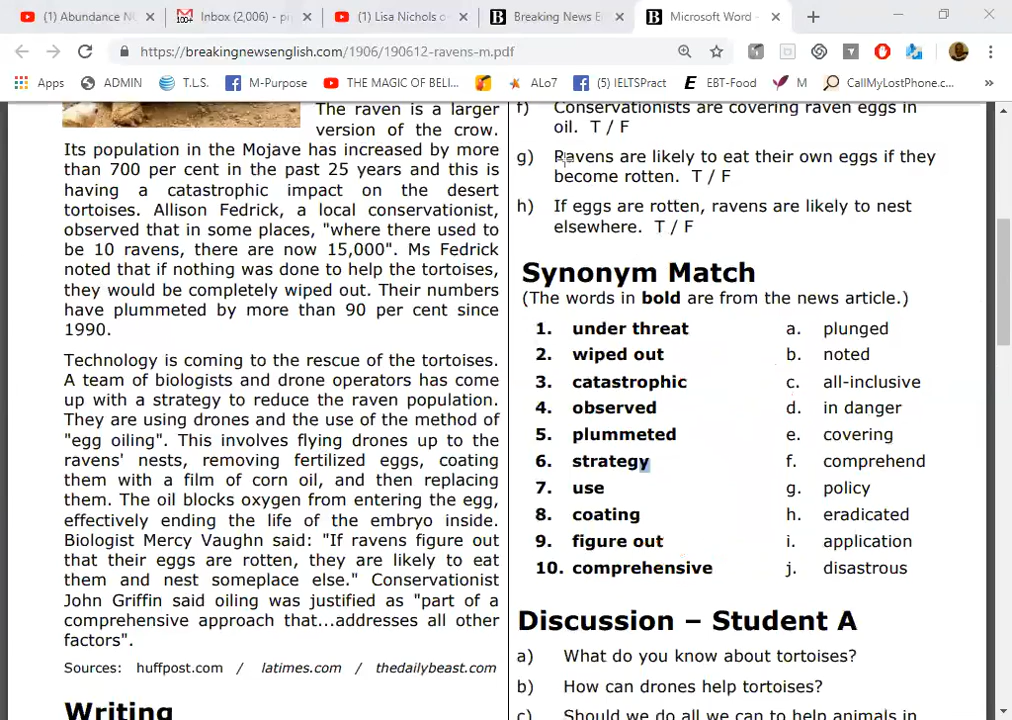 Abundance N
Inbox (2,006) - p
(1) Lisa Nichols o
Breaking News E
Microsoft Word -
https://breakingnewsenglish.com/1906/190612-ravens-m.pdf
Apps
ADMIN
T.L.S.
M-Purpose
THE MAGIC OF BELI...
ALo7
(5) IELTSPract
EBT-Food
M
CallMyLostPhone.c...
»
The raven is a larger
version of the crow.
Its population in the Mojave has increased by more
than 700 per cent in the past 25 years and this is
having a catastrophic impact on the desert
tortoises. Allison Fedrick, a local conservationist,
observed that in some places, "where there used to
be 10 ravens, there are now 15,000". Ms Fedrick
noted that if nothing was done to help the tortoises,
they would be completely wiped out. Their numbers
have plummeted by more than 90 per cent since
1990.
Technology is coming to the rescue of the tortoises.
A team of biologists and drone operators has come
up with a strategy to reduce the raven population.
They are using drones and the use of the method of
"egg oiling". This involves flying drones up to the
ravens' nests, removing fertilized eggs, coating
them with a film of corn oil, and then replacing
them. The oil blocks oxygen from entering the egg,
effectively ending the life of the embryo inside.
Biologist Mercy Vaughn said: "If ravens figure out
that their eggs are rotten, they are likely to eat
them and nest someplace else." Conservationist
John Griffin said oiling was justified as "part of a
comprehensive approach that...addresses all other
factors".
Sources: huffpost.com / latimes.com / thedailybeast.com
Writing
f) Conservationists are covering raven eggs in
oil. T / F
g) Ravens are likely to eat their own eggs if they
become rotten. T / F
h) If eggs are rotten, ravens are likely to nest
elsewhere. T / F
Synonym Match
(The words in bold are from the news article.)
1. under threat a. plunged
2. wiped out b. noted
3. catastrophic c. all-inclusive
4. observed d. in danger
5. plummeted e. covering
6. strategy f. comprehend
7. use g. policy
8. coating h. eradicated
9. figure out i. application
10. comprehensive j. disastrous
Discussion – Student A
a) What do you know about tortoises?
b) How can drones help tortoises?
c) Should we do all we can to help animals in